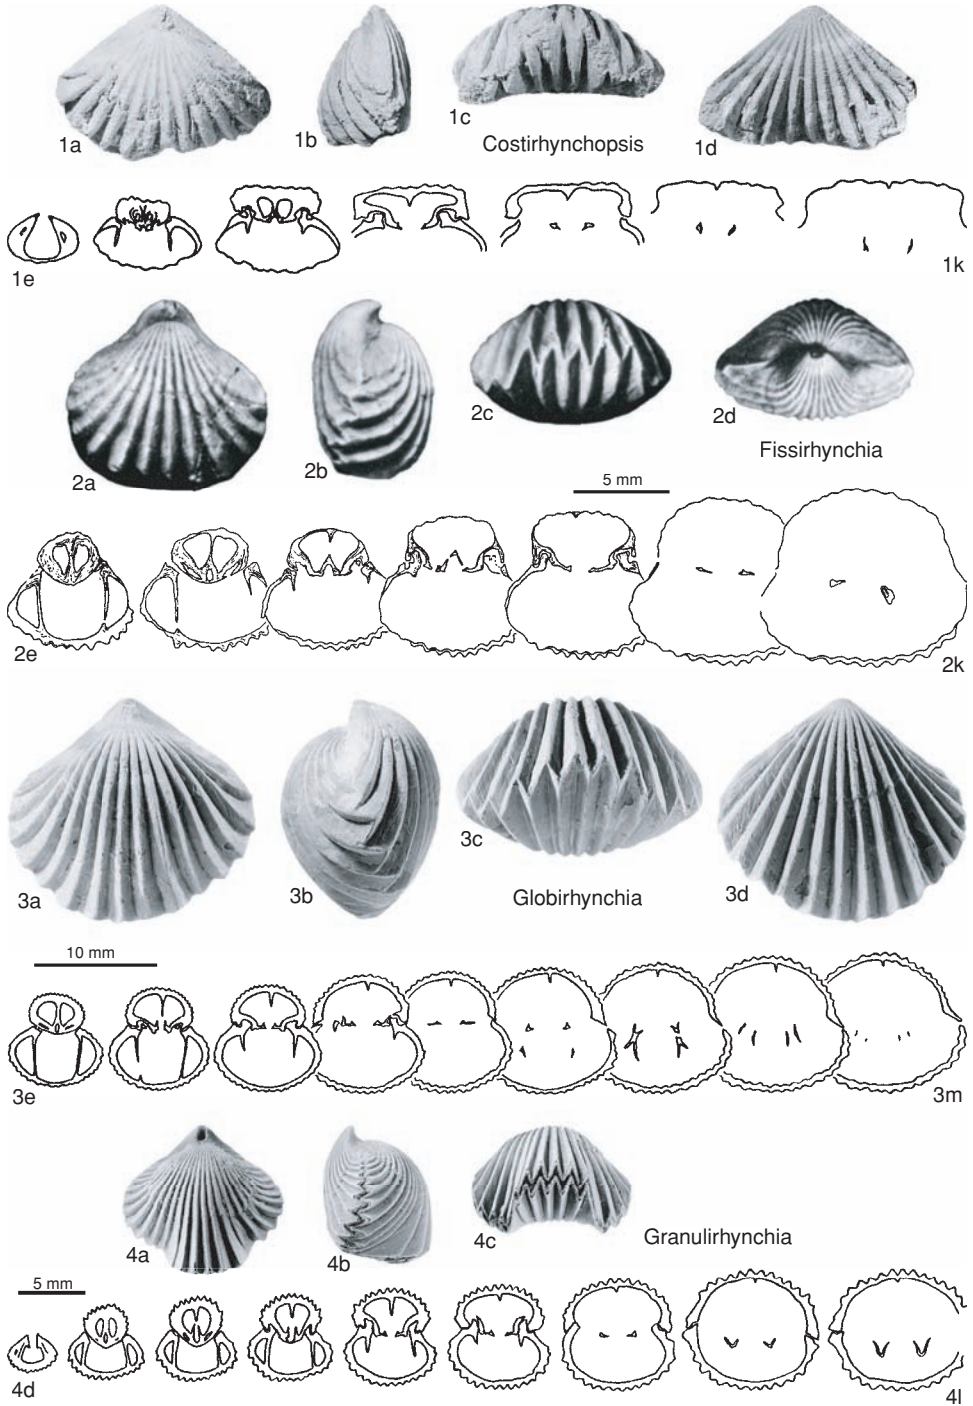 1a
1b
1c
Costirhynchopsis
1d
1e
1k
2a
2b
2c
2d
Fissirhynchia
5 mm
2e
2k
3a
3b
3c
Globirhynchia
3d
10 mm
3e
3m
4a
4b
4c
Granulirhynchia
5 mm
4d
4l